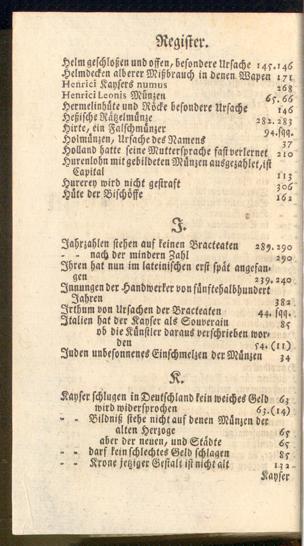 Register.
Helm geschloßen und offen, besondere Ursache 145.146
Helmdecken alberer Mißbrauch in denen Wapen 171
Henrici Kaysers numus 268
Henrici Leonis Münzen 65.66
Hermelinhüte und Röcke besondere Ursache 146
Heßische Rätzelmünze 282.283
Hirte, ein Falschmünzer 94.sqq.
Holmünzen, Ursache des Namens 37
Holland hatte seine Muttersprache fast verlernet 210
Hurenlohn mit gebildeten Münzen ausgezahlet, ist
Capital 113
Hurerey wird nicht gestraft 306
Hüte der Bischöffe 162
J.
Jahrzahlen stehen auf keinen Bracteaten 289.290
- - nach der mindern Zahl 290
Ihren hat nun im lateinischen erst spät angefan-
gen 239.240
Innungen der Handwerker von fünftehalbhundert
Jahren 382
Irthum von Ursachen der Bracteaten 44. sqq.
Italien hat der Kayser als Souverain 85
ob die Künstler daraus verschrieben wor-
den 54.(11)
Juden unbesonnenes Einschmelzen der Münzen 34
K.
Kayser schlugen in Deutschland kein weiches Geld 63
wird widersprochen 63.(14)
- - Bildniß stehe nicht auf denen Münzen der
alten Herzoge 65
aber der neuen, und Städte 65
- - darf kein schlechtes Geld schlagen 85
- - Krone jetziger Gestalt ist nicht alt 132-
Kayser